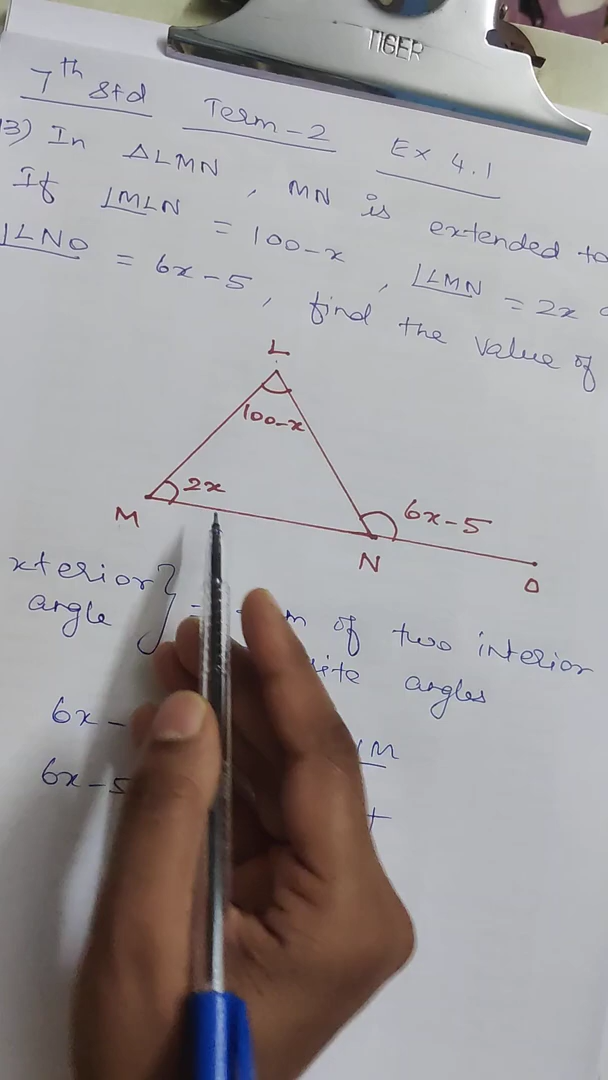 TIGER
7th Std Term-2 Ex 4.1
13) In △LMN, MN is extended to
If ∠MLN = 100-x, ∠LMN = 2x
∠LNO = 6x-5, find the value of
L
100-x
2x
6x-5
M
N
O
xterior
angle } = of two interior
angles
6x- ∠M
6x-5 +